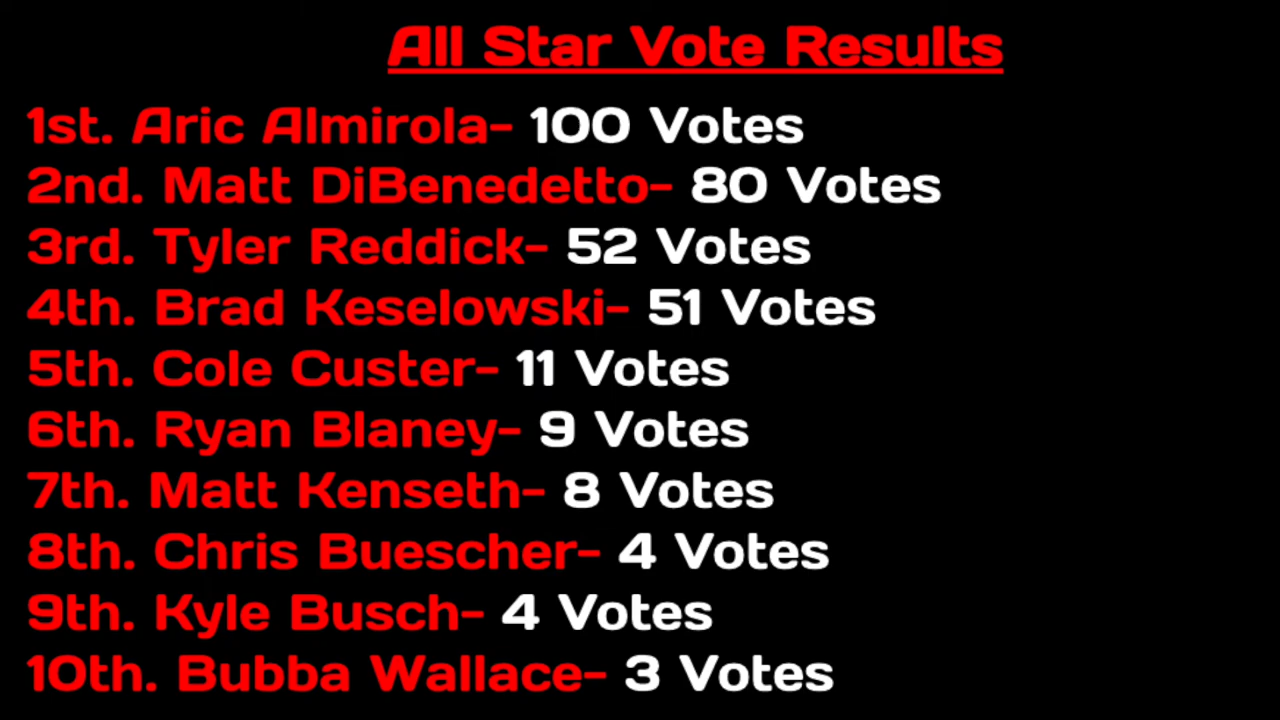 All Star Vote Results
1st. Aric Almirola- 100 Votes
2nd. Matt DiBenedetto- 80 Votes
3rd. Tyler Reddick- 52 Votes
4th. Brad Keselowski- 51 Votes
5th. Cole Custer- 11 Votes
6th. Ryan Blaney- 9 Votes
7th. Matt Kenseth- 8 Votes
8th. Chris Buescher- 4 Votes
9th. Kyle Busch- 4 Votes
10th. Bubba Wallace- 3 Votes